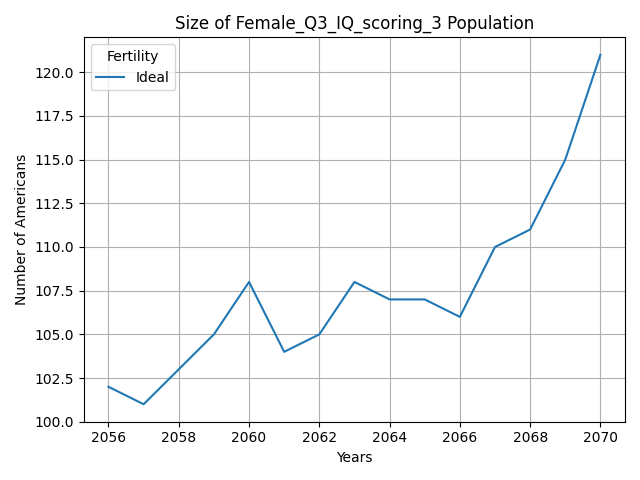 Size of Female_Q3_IQ_scoring_3 Population
Fertility
Ideal
Number of Americans
120.0
117.5
115.0
112.5
110.0
107.5
105.0
102.5
100.0
2056 2058 2060 2062 2064 2066 2068 2070
Years